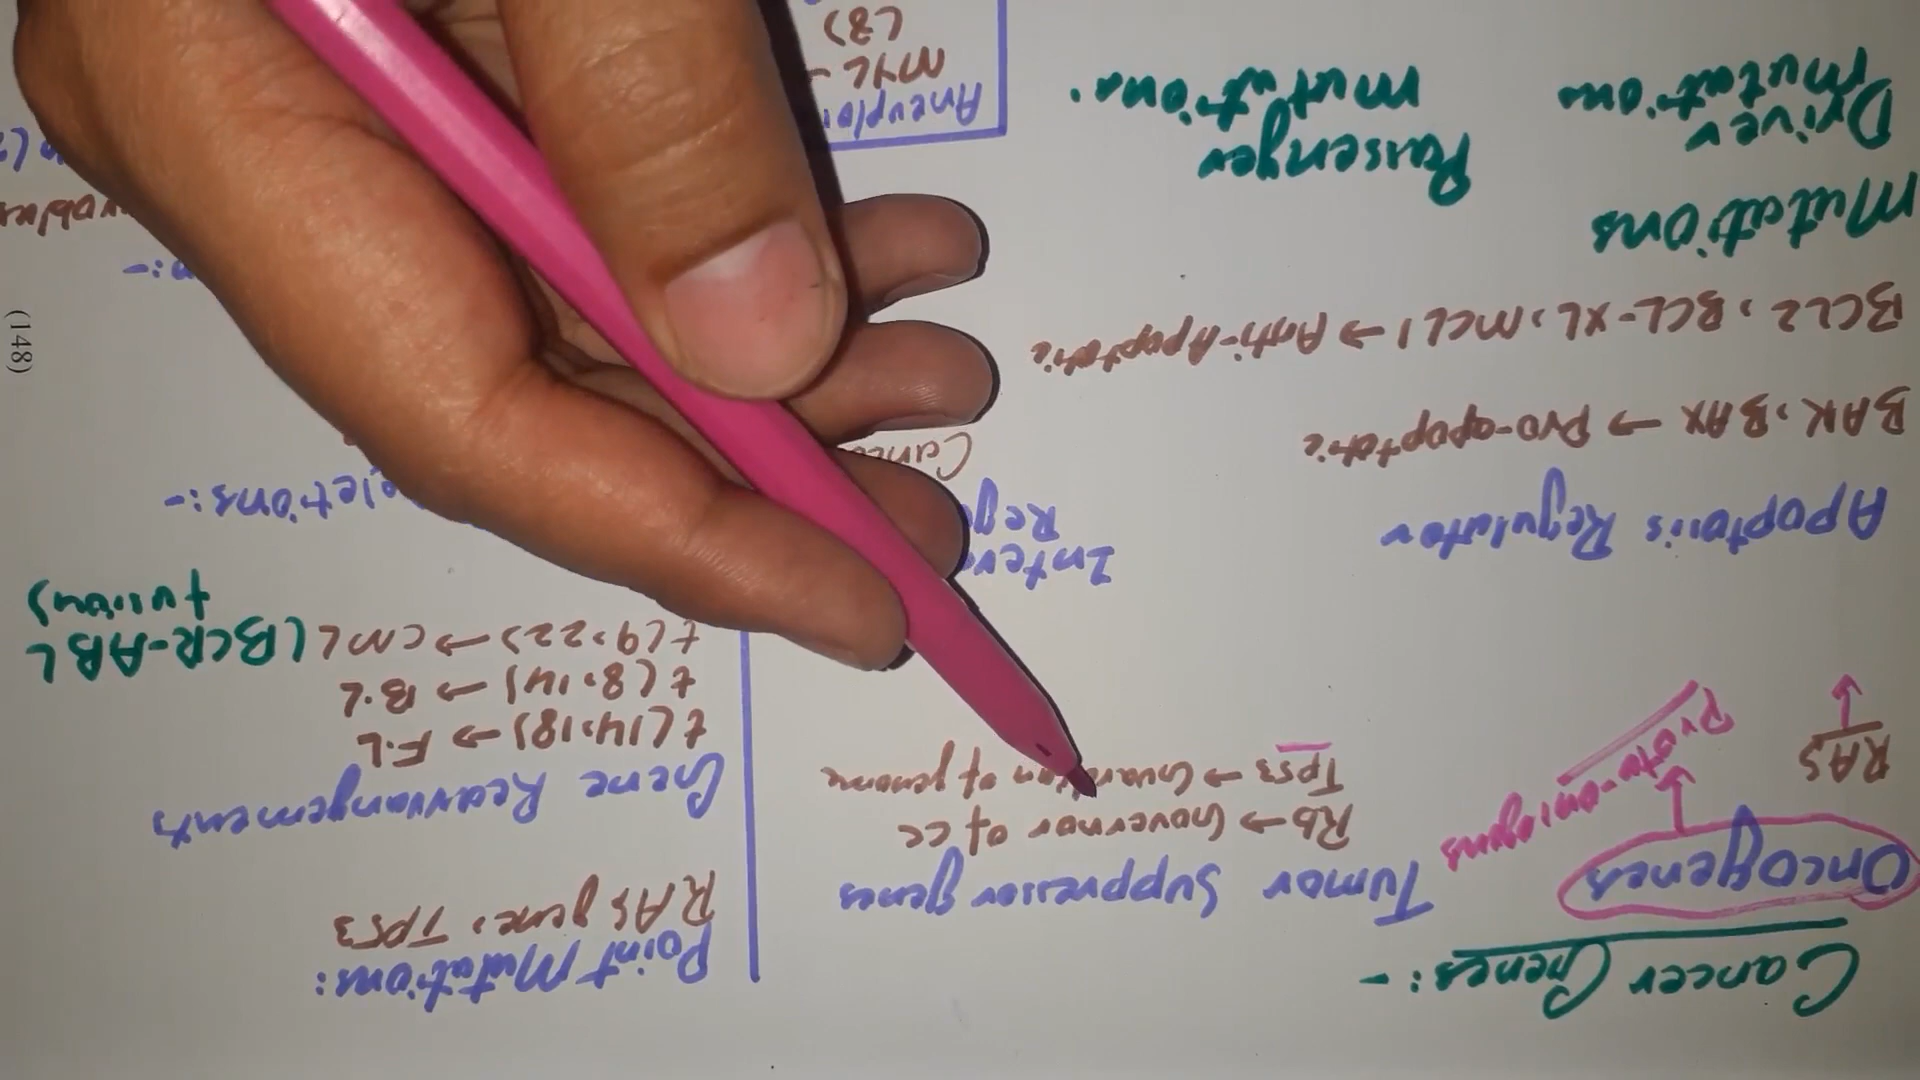 Cancer Genes:-
Oncogenes
Proto-oncogens
RAS
Tumor Suppressor genes
Rb → Governor of CC
TP53 → Guardian of genome
Apoptosis Regulator
BAK, BAX → Pro-apoptotic
BCL2, BCL-XL, MCL1 → Anti-Apoptotic
Mutations
Driver
mutations
Passenger
mutations.
Point Mutations:
RAS gene, TP53
Gene Rearrangements
t(14,18) → F.L
t(8,14) → B.L
t(9,22) → CML (BCR-ABL
fusion)
(148)